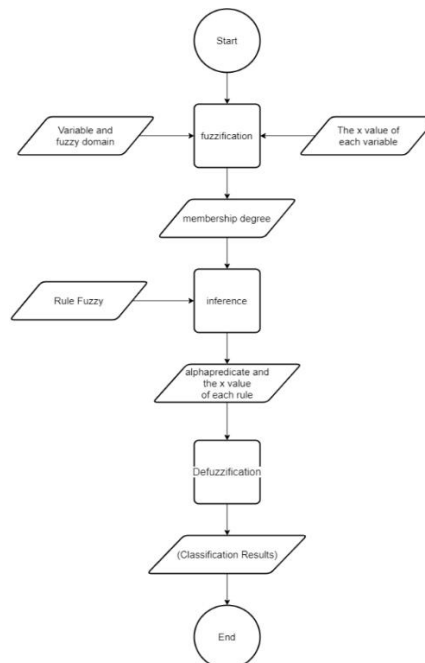 Start
Variable and
fuzzy domain
fuzzification
The x value of
each variable
membership degree
Rule Fuzzy
inference
alphapredicate and
the x value
of each rule
Defuzzification
(Classification Results)
End